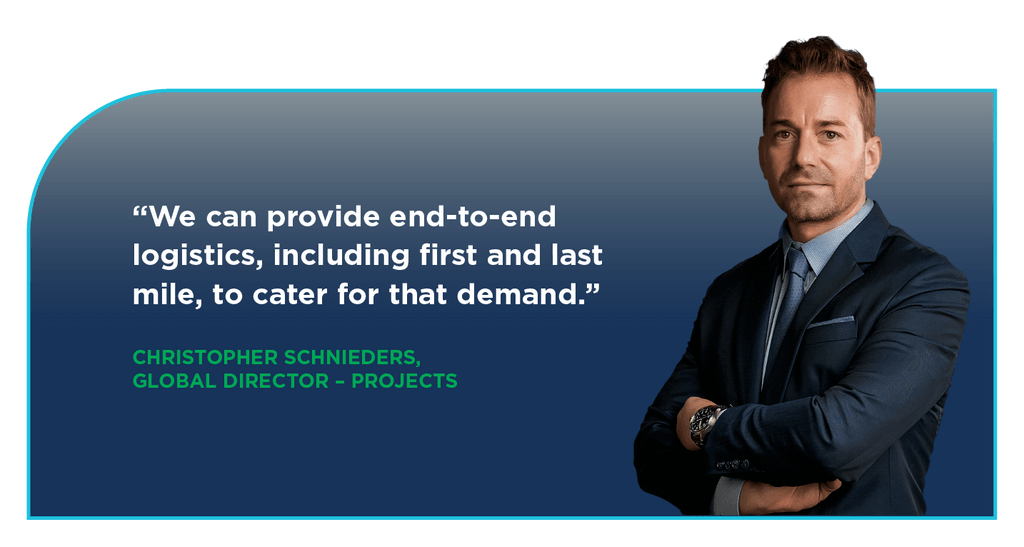 “We can provide end-to-end
logistics, including first and last
mile, to cater for that demand.”
CHRISTOPHER SCHNIEDERS,
GLOBAL DIRECTOR – PROJECTS